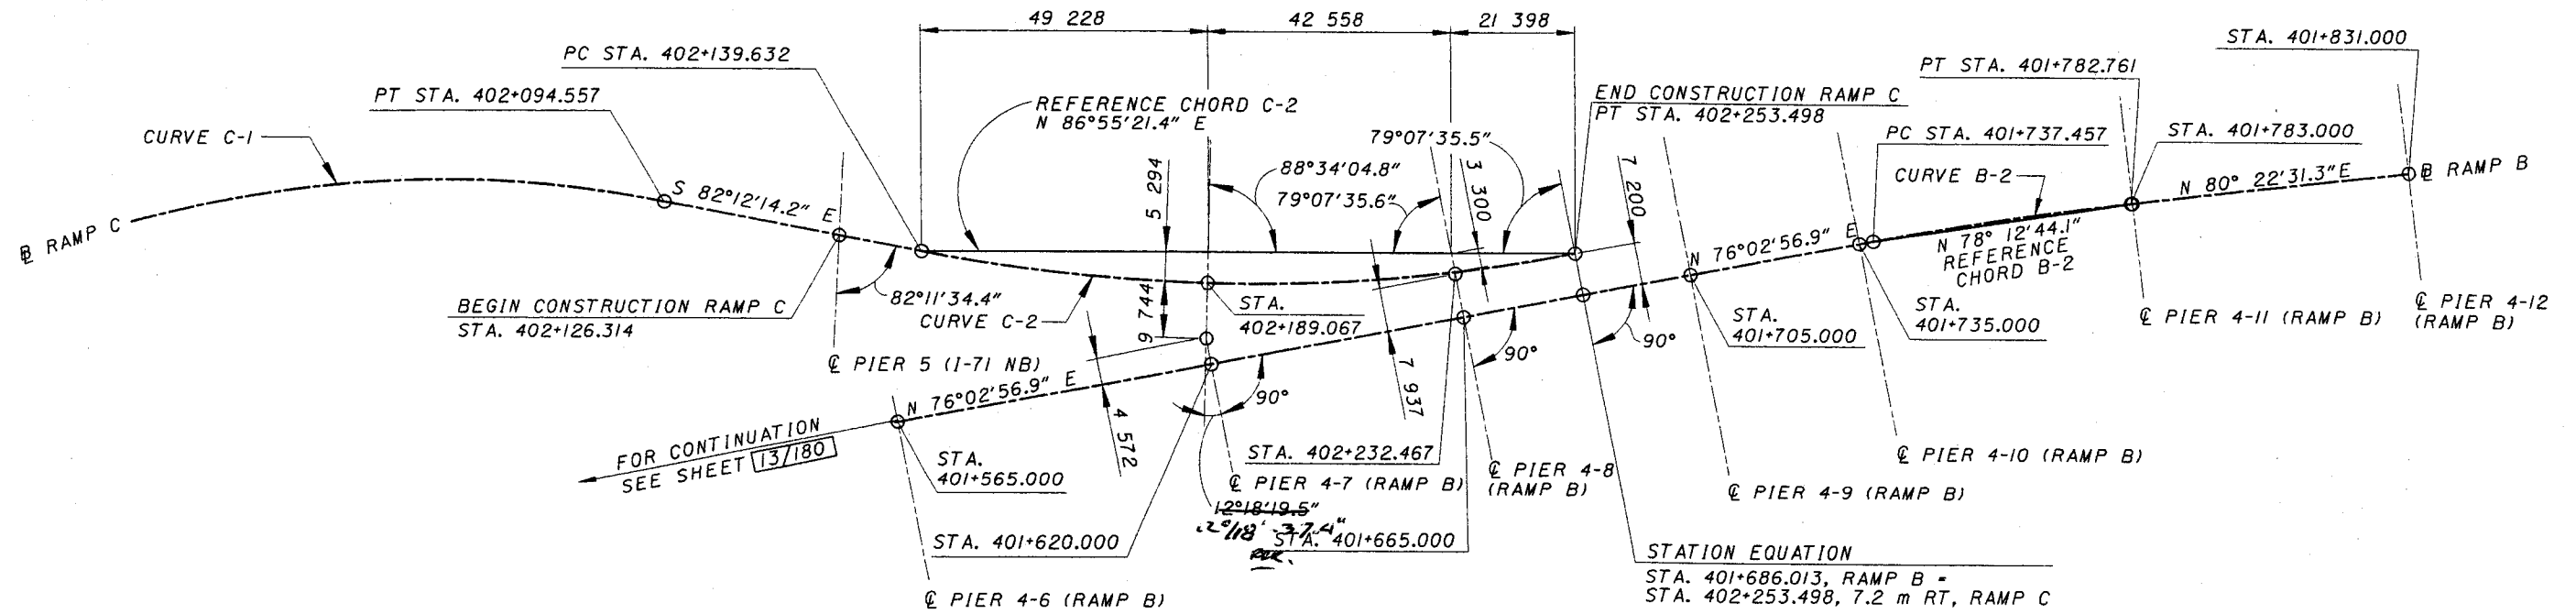 49 228
42 558
21 398
STA. 401+831.000
PC STA. 402+139.632
PT STA. 401+782.761
PT STA. 402+094.557
REFERENCE CHORD C-2
N 86°55'21.4" E
END CONSTRUCTION RAMP C
PT STA. 402+253.498
CURVE C-1
79°07'35.5"
PC STA. 401+737.457
STA. 401+783.000
88°34'04.8"
79°07'35.6"
5 294
3 300
7 200
CURVE B-2
N 80° 22'31.3"E
℄ RAMP B
S 82°12'14.2" E
℄ RAMP C
N 76°02'56.9" E
N 78° 12'44.1"
REFERENCE
CHORD B-2
BEGIN CONSTRUCTION RAMP C
STA. 402+126.314
82°11'34.4"
CURVE C-2
9 744
STA.
402+189.067
STA.
401+705.000
STA.
401+735.000
℄ PIER 4-11 (RAMP B)
℄ PIER 4-12
(RAMP B)
℄ PIER 5 (I-71 NB)
90°
90°
90°
7 937
4 572
N 76°02'56.9" E
FOR CONTINUATION
SEE SHEET 13/180
STA.
401+565.000
STA. 402+232.467
℄ PIER 4-7 (RAMP B)
℄ PIER 4-8
(RAMP B)
℄ PIER 4-9 (RAMP B)
℄ PIER 4-10 (RAMP B)
12°18'19.5"
12°18'-37.4"
STA. 401+620.000
STA. 401+665.000
STATION EQUATION
STA. 401+686.013, RAMP B =
STA. 402+253.498, 7.2 m RT, RAMP C
℄ PIER 4-6 (RAMP B)